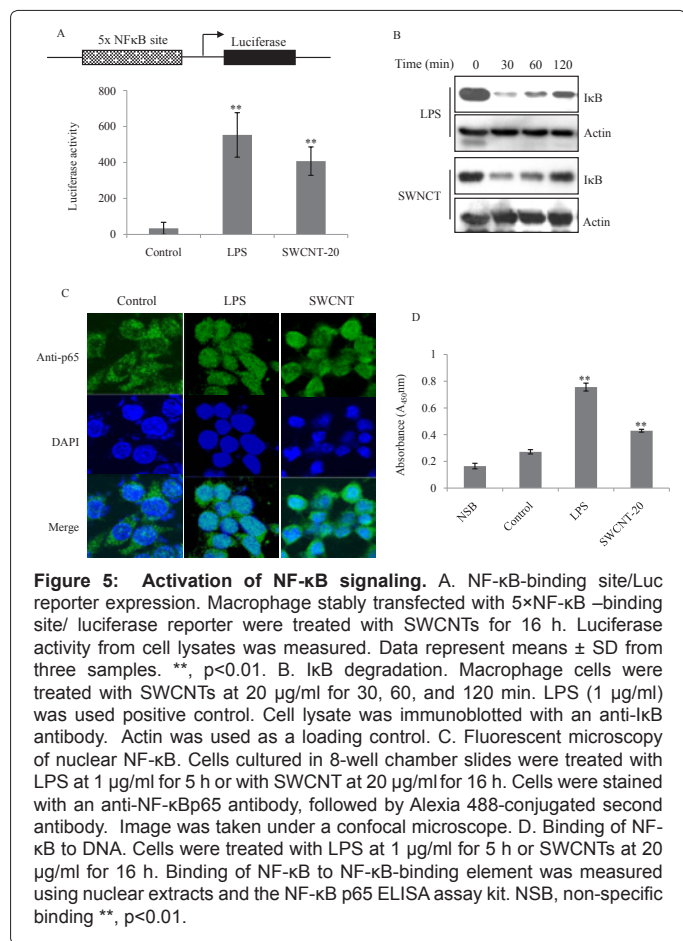 A
5x NFκB site
Luciferase
800
600
400
200
0
Luciferase activity
**
**
Control
LPS
SWCNT-20
B
Time (min)
0 30 60 120
LPS
IκB
Actin
SWNCT
IκB
Actin
C
Control LPS SWCNT
Anti-p65
DAPI
Merge
D
1
0.8
0.6
0.4
0.2
0
Absorbance (A450nm)
**
**
NSB
Control
LPS
SWCNT-20
Figure 5: Activation of NF-κB signaling. A. NF-κB-binding site/Luc
reporter expression. Macrophage stably transfected with 5×NF-κB –binding
site/ luciferase reporter were treated with SWCNTs for 16 h. Luciferase
activity from cell lysates was measured. Data represent means ± SD from
three samples. **, p<0.01. B. IκB degradation. Macrophage cells were
treated with SWCNTs at 20 μg/ml for 30, 60, and 120 min. LPS (1 μg/ml)
was used positive control. Cell lysate was immunoblotted with an anti-IκB
antibody. Actin was used as a loading control. C. Fluorescent microscopy
of nuclear NF-κB. Cells cultured in 8-well chamber slides were treated with
LPS at 1 μg/ml for 5 h or with SWCNT at 20 μg/ml for 16 h. Cells were stained
with an anti-NF-κBp65 antibody, followed by Alexia 488-conjugated second
antibody. Image was taken under a confocal microscope. D. Binding of NF-
κB to DNA. Cells were treated with LPS at 1 μg/ml for 5 h or SWCNTs at 20
μg/ml for 16 h. Binding of NF-κB to NF-κB-binding element was measured
using nuclear extracts and the NF-κB p65 ELISA assay kit. NSB, non-specific
binding **, p<0.01.